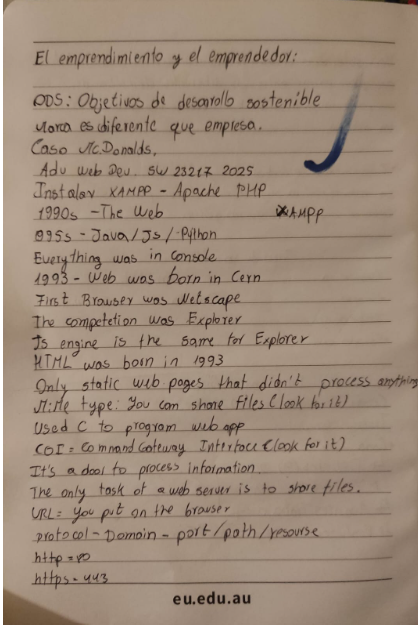 El emprendimiento y el emprendedor:
ODS: Objetivos de desarollo sostenible
Marca es diferente que empresa.
Caso McDonalds.
Adv Web Dev. SW 23217 2025
Instalar XAMPP - Apache PHP
1990s - The Web XAMPP
995s - Java/Js/-Python
Everything was in console
1993 - Web was born in Cern
First Browser was Netscape
The competetion was Explorer
Js engine is the same for Explorer
HTML was born in 1993
Only static web pages that didn't process anything
Mime type: You can share files (look for it)
Used C to program web app
CGI = Command Gateway Interface (look for it)
It's a dool to process information.
The only task of a web server is to share files.
URL= You put on the browser
protocol - Domain - port/path/resourse
http = 80
https = 443
eu.edu.au